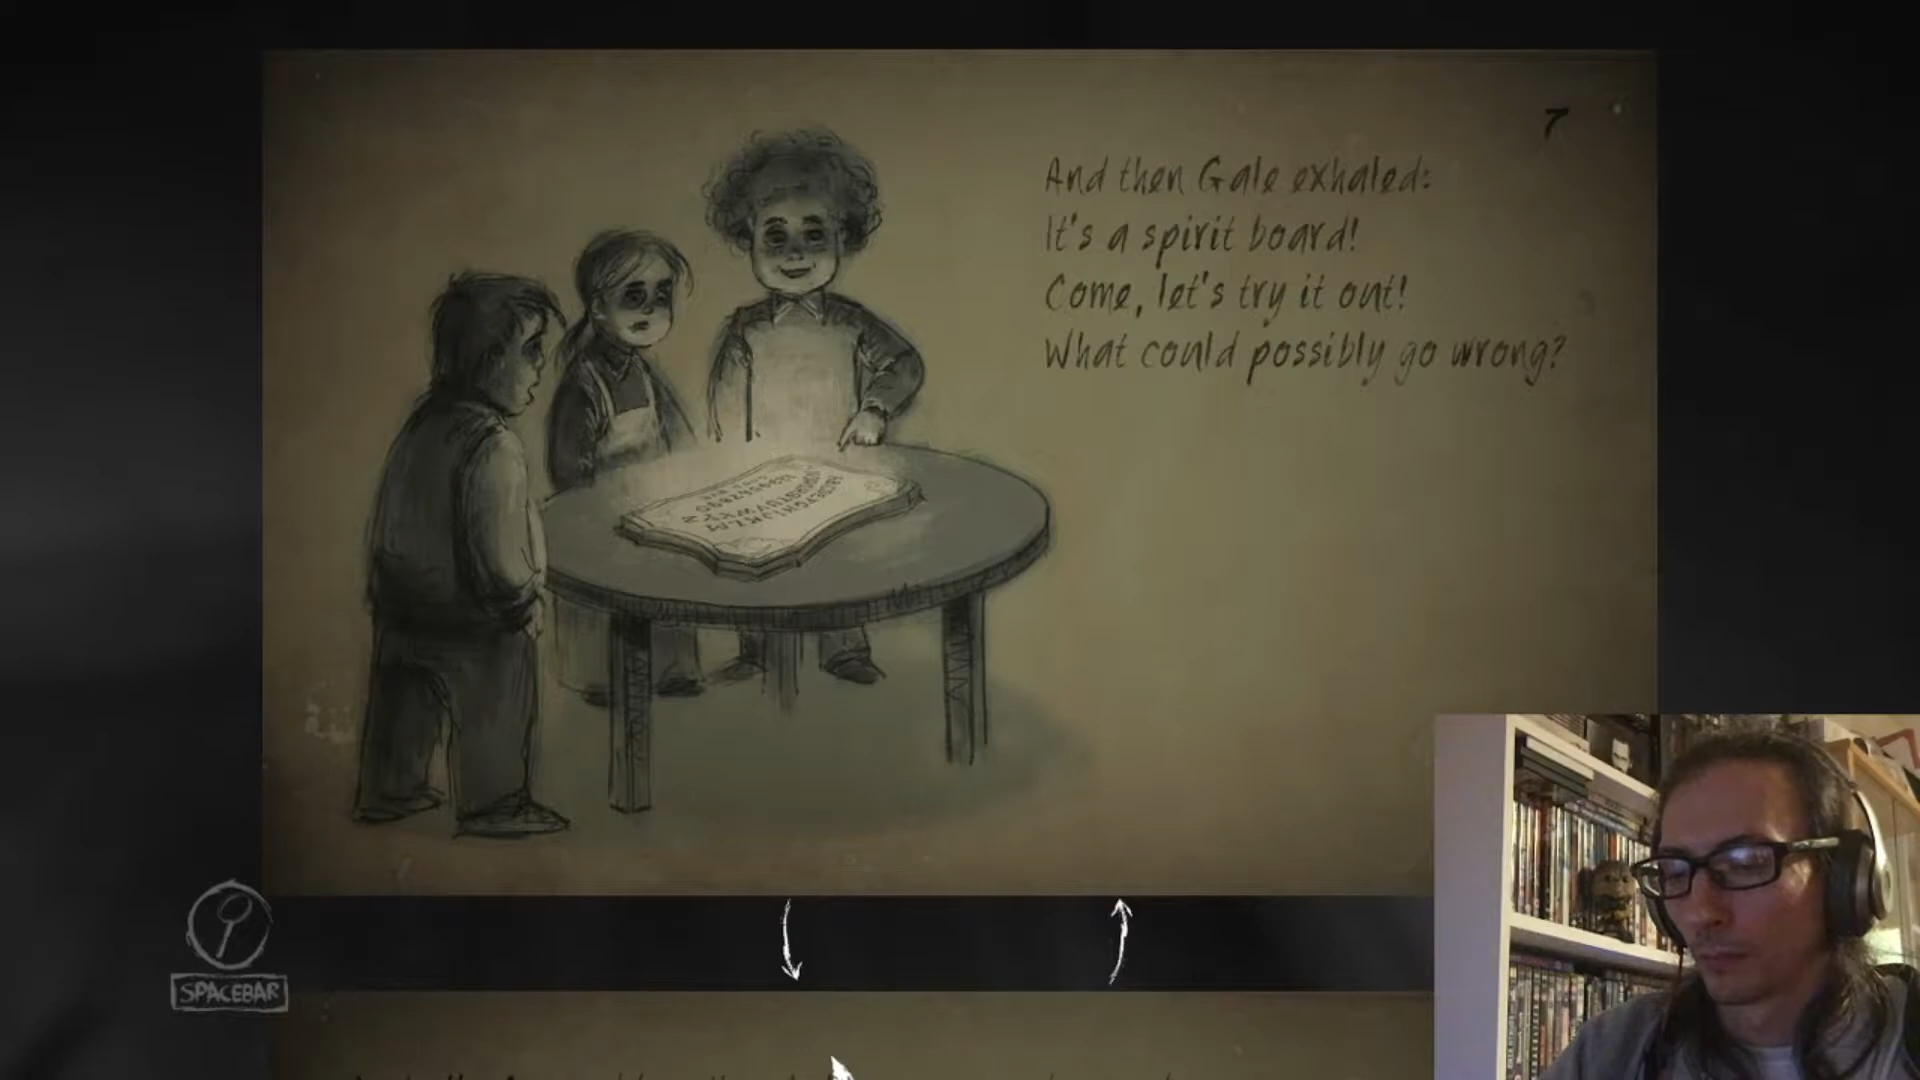 7
And then Gale exhaled:
It's a spirit board!
Come, let's try it out!
What could possibly go wrong?
SPACEBAR